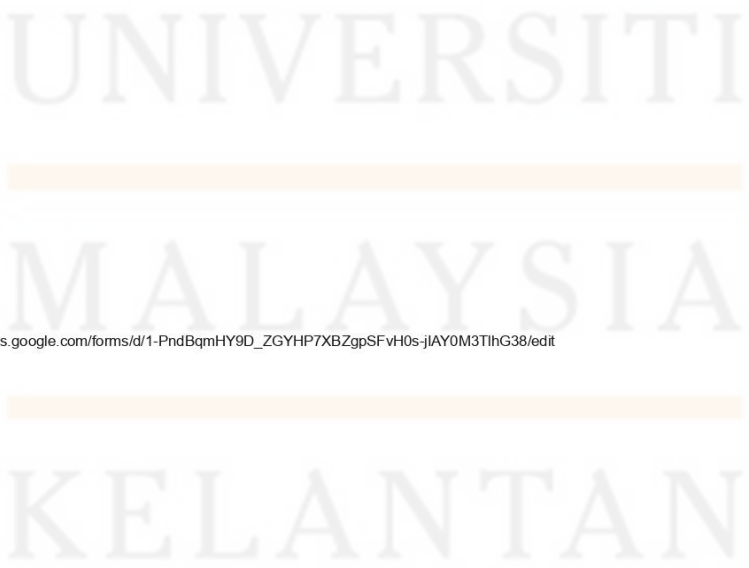 UNIVERSITI
MALAYSIA
s.google.com/forms/d/1-PndBqmHY9D_ZGYHP7XBZgpSFvH0s-jlAY0M3TlhG38/edit
KELANTAN